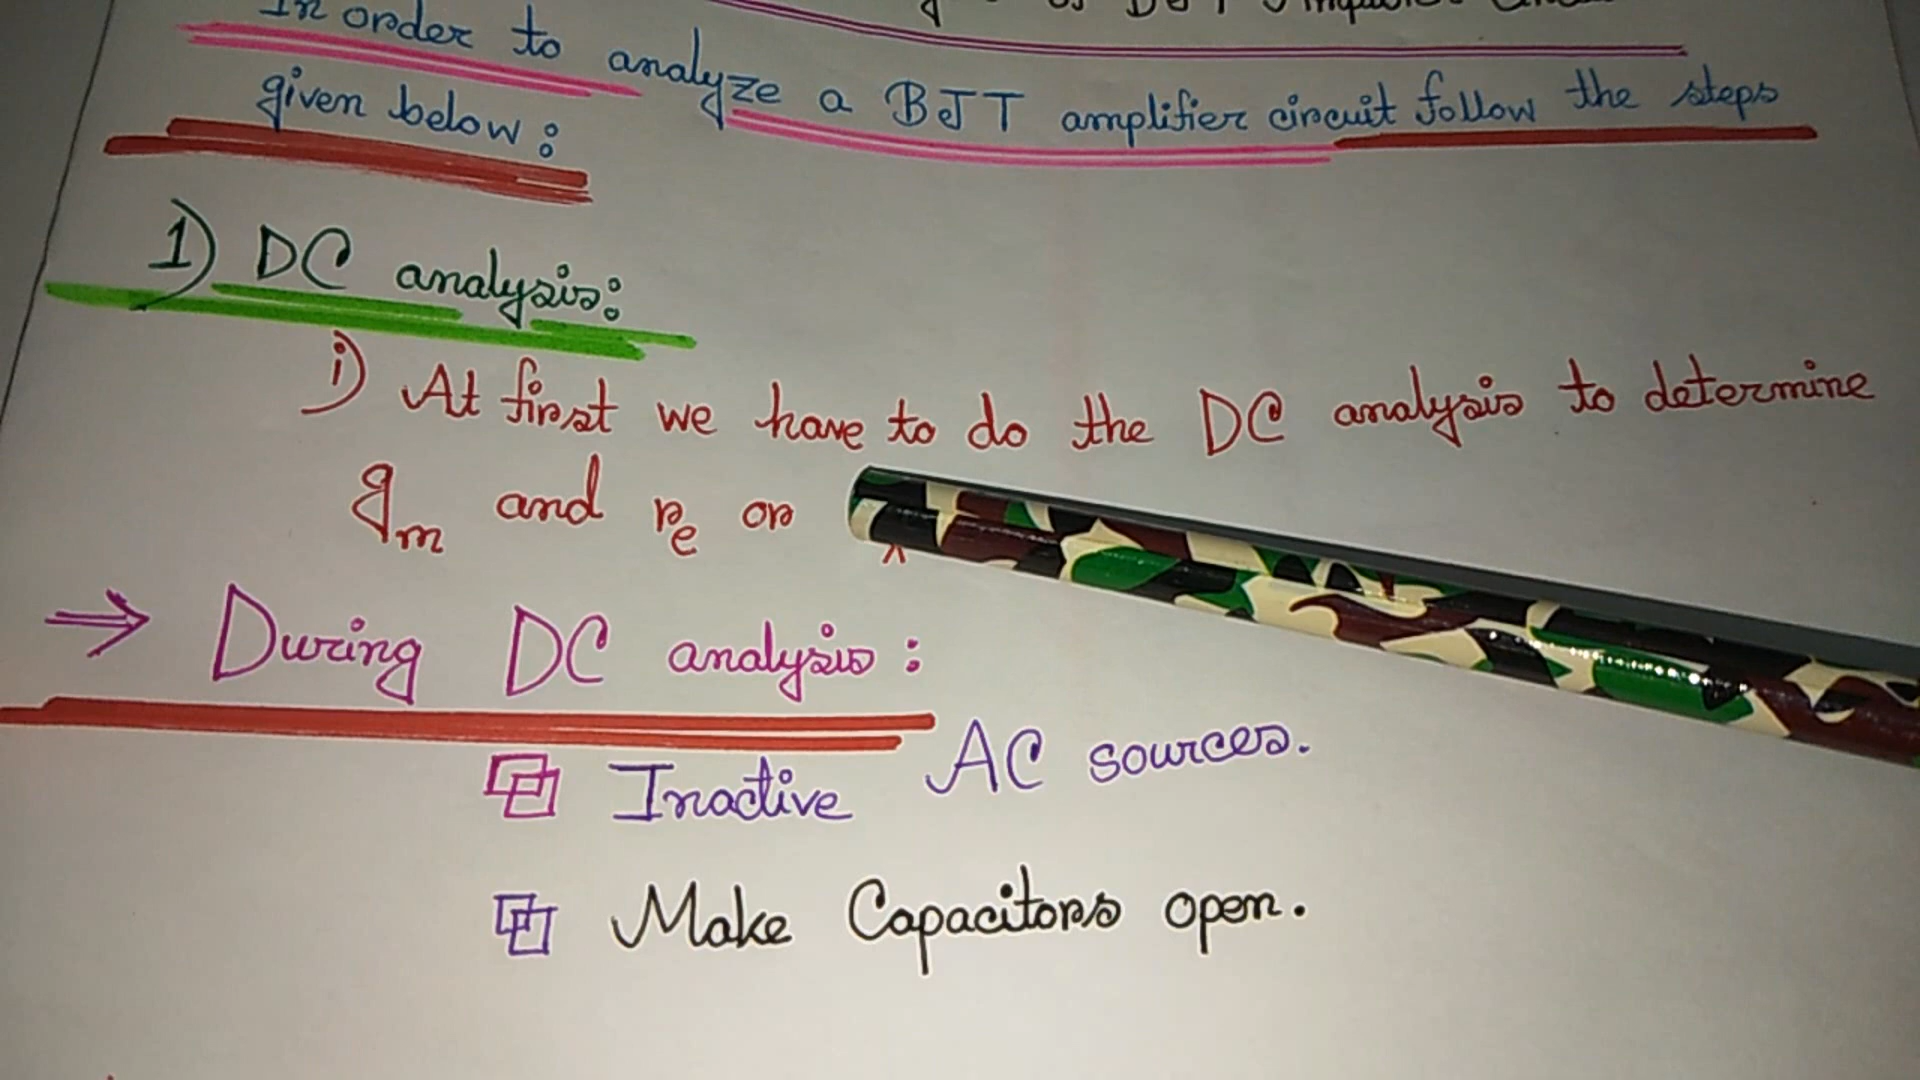 BJT Amplifier
In order to analyze a BJT amplifier circuit follow the steps
given below:
1) DC analysis:
i) At first we have to do the DC analysis to determine
gm and re or
⇒ During DC analysis:
Inactive AC sources.
Make Capacitors open.